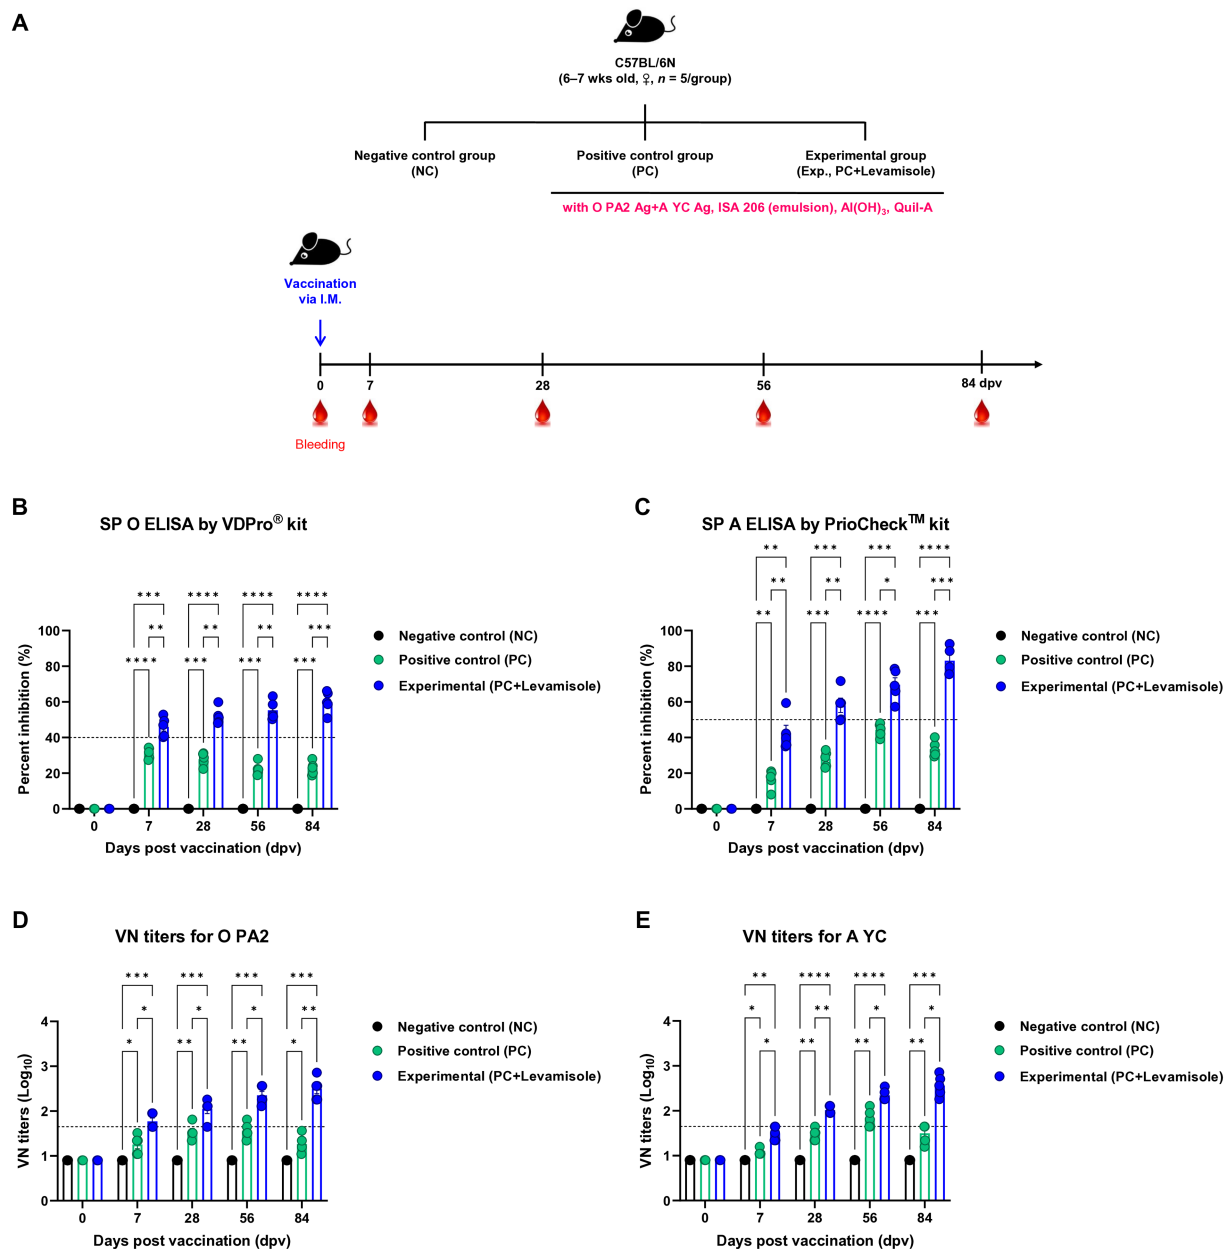 A
C57BL/6N
(6–7 wks old, ♀, n = 5/group)
Negative control group
(NC)
Positive control group
(PC)
Experimental group
(Exp., PC+Levamisole)
with O PA2 Ag+A YC Ag, ISA 206 (emulsion), Al(OH)₃, Quil-A
Vaccination
via I.M.
0 7 28 56 84 dpv
Bleeding
B
SP O ELISA by VDPro® kit
*** **** **** ****
** ** ** ***
**** *** *** ***
Percent inhibition (%)
100
80
60
40
20
0
0 7 28 56 84
Days post vaccination (dpv)
Negative control (NC)
Positive control (PC)
Experimental (PC+Levamisole)
C
SP A ELISA by PrioCheck™ kit
** *** *** ****
** ** * ***
** *** **** ***
Percent inhibition (%)
100
80
60
40
20
0
0 7 28 56 84
Days post vaccination (dpv)
Negative control (NC)
Positive control (PC)
Experimental (PC+Levamisole)
D
VN titers for O PA2
*** *** *** ***
* * * **
* ** ** *
VN titers (Log₁₀)
4
3
2
1
0
0 7 28 56 84
Days post vaccination (dpv)
Negative control (NC)
Positive control (PC)
Experimental (PC+Levamisole)
E
VN titers for A YC
** **** **** ***
* ** * *
* ** ** **
VN titers (Log₁₀)
4
3
2
1
0
0 7 28 56 84
Days post vaccination (dpv)
Negative control (NC)
Positive control (PC)
Experimental (PC+Levamisole)